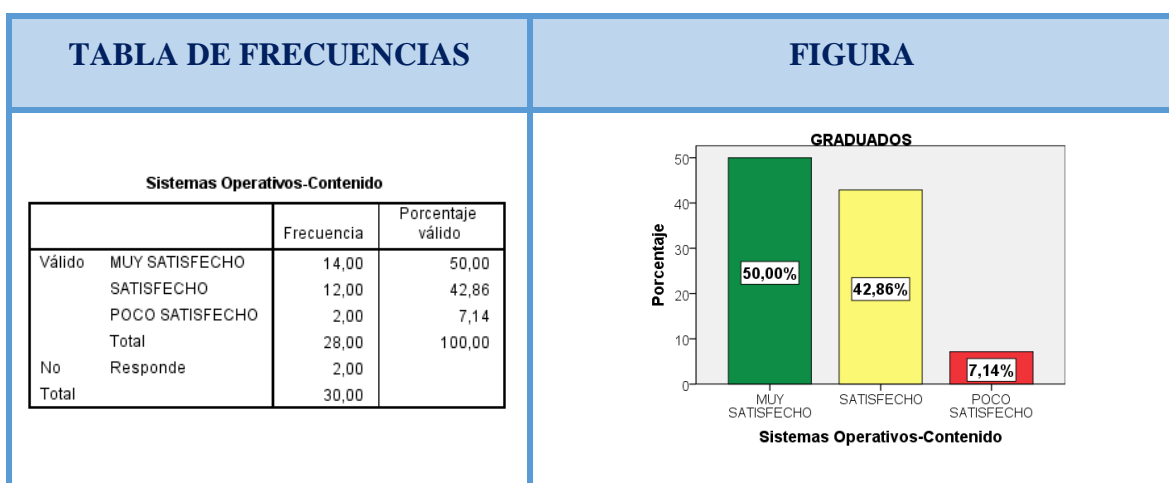 TABLA DE FRECUENCIAS
FIGURA
Sistemas Operativos-Contenido
Frecuencia
Porcentaje
válido
Válido MUY SATISFECHO 14,00 50,00
SATISFECHO 12,00 42,86
POCO SATISFECHO 2,00 7,14
Total 28,00 100,00
No Responde 2,00
Total 30,00
GRADUADOS
Porcentaje
50
40
30
20
10
0
50,00%
42,86%
7,14%
MUY
SATISFECHO
SATISFECHO
POCO
SATISFECHO
Sistemas Operativos-Contenido